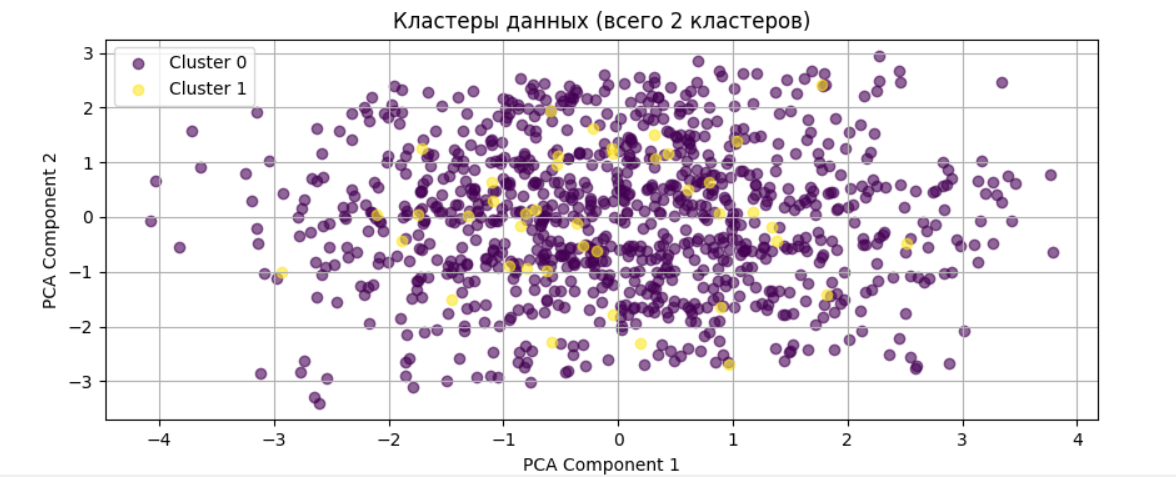 Кластеры данных (всего 2 кластеров)
Cluster 0
Cluster 1
3
2
1
0
−1
−2
−3
PCA Component 2
−4 −3 −2 −1 0 1 2 3 4
PCA Component 1